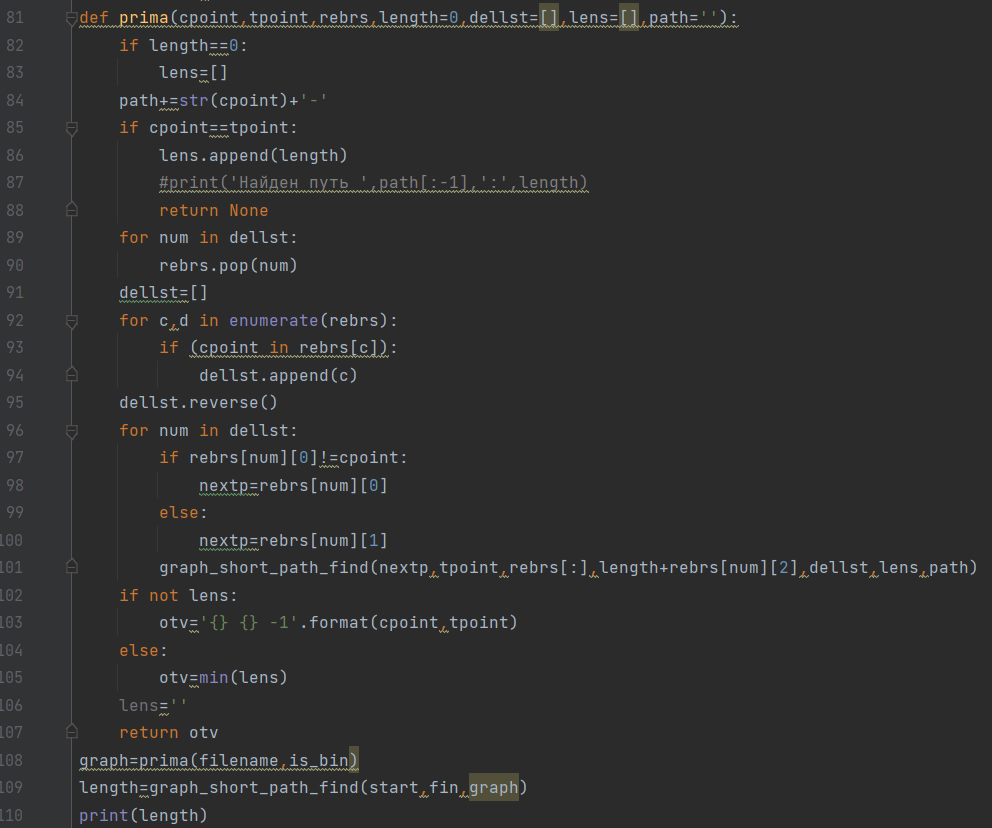 81 def prima(cpoint,tpoint,rebrs,length=0,dellst=[],lens=[],path=''):
82     if length==0:
83         lens=[]
84     path+=str(cpoint)+'-'
85     if cpoint==tpoint:
86         lens.append(length)
87         #print('Найден путь ',path[:-1],':',length)
88         return None
89     for num in dellst:
90         rebrs.pop(num)
91     dellst=[]
92     for c,d in enumerate(rebrs):
93         if (cpoint in rebrs[c]):
94             dellst.append(c)
95     dellst.reverse()
96     for num in dellst:
97         if rebrs[num][0]!=cpoint:
98             nextp=rebrs[num][0]
99         else:
100             nextp=rebrs[num][1]
101         graph_short_path_find(nextp,tpoint,rebrs[:],length+rebrs[num][2],dellst,lens,path)
102     if not lens:
103         otv='{} {} -1'.format(cpoint,tpoint)
104     else:
105         otv=min(lens)
106     lens=''
107     return otv
108 graph=prima(filename,is_bin)
109 length=graph_short_path_find(start,fin,graph)
110 print(length)